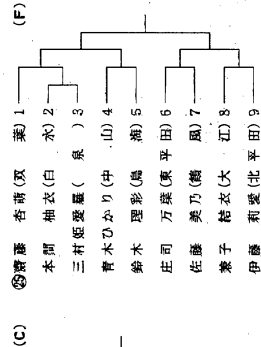 (F)
㉕齋藤 杏萌(双 葉) 1
本間 柚衣(白 水) 2
三村姫愛羅( 泉 ) 3
青木ひかり(中 山) 4
鈴木 理彩(鳥 海) 5
庄司 万葉(東平田) 6
佐藤 美乃(鶴 風) 7
兼子 結衣(大 江) 8
伊藤 莉愛(北平田) 9
(C)